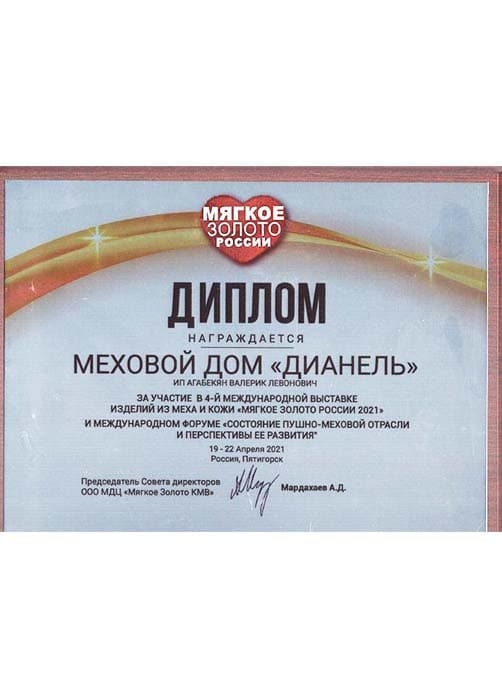 МЯГКОЕ
ЗОЛОТО
РОССИИ
ДИПЛОМ
НАГРАЖДАЕТСЯ
МЕХОВОЙ ДОМ «ДИАНЕЛЬ»
ИП АГАБЕКЯН ВАЛЕРИК ЛЕВОНОВИЧ
ЗА УЧАСТИЕ В 4-Й МЕЖДУНАРОДНОЙ ВЫСТАВКЕ
ИЗДЕЛИЙ ИЗ МЕХА И КОЖИ «МЯГКОЕ ЗОЛОТО РОССИИ 2021»
И МЕЖДУНАРОДНОМ ФОРУМЕ «СОСТОЯНИЕ ПУШНО-МЕХОВОЙ ОТРАСЛИ
И ПЕРСПЕКТИВЫ ЕЕ РАЗВИТИЯ"
19 - 22 Апреля 2021
Россия, Пятигорск
Председатель Совета директоров
ООО МДЦ «Мягкое Золото КМВ»
Мардахаев А.Д.